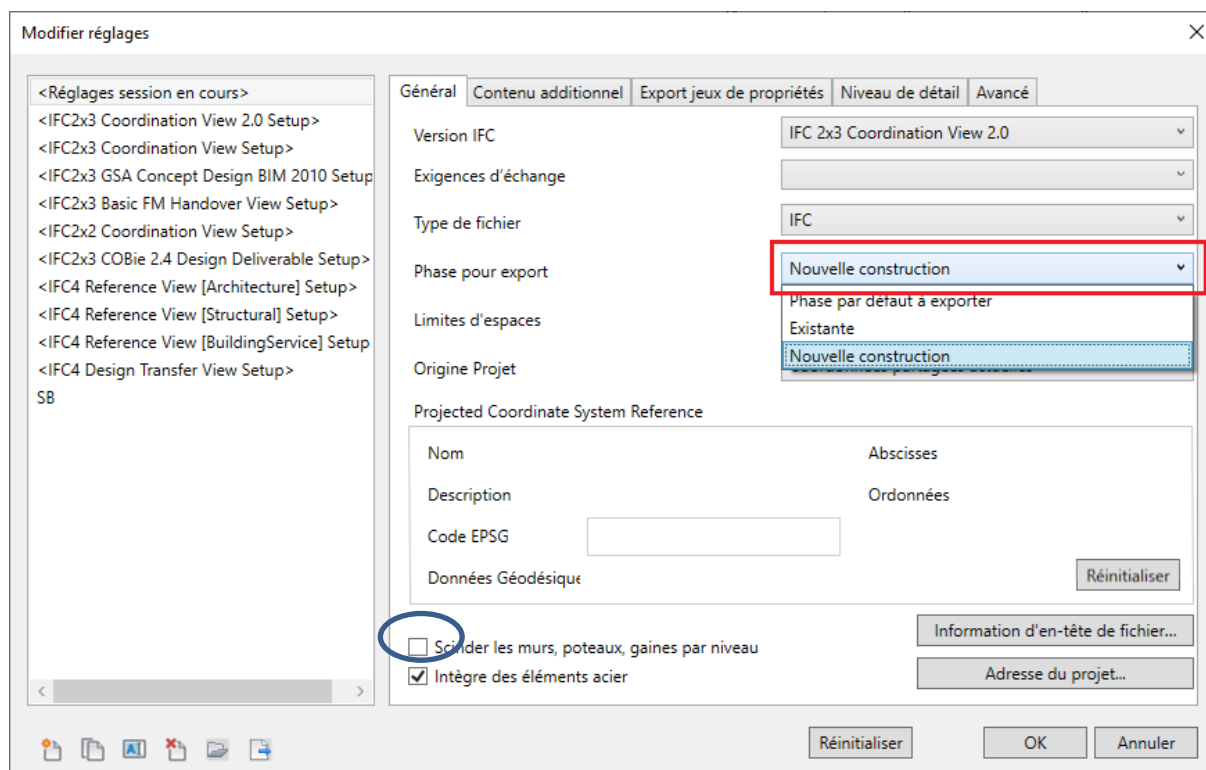 Modifier réglages
<Réglages session en cours>
<IFC2x3 Coordination View 2.0 Setup>
<IFC2x3 Coordination View Setup>
<IFC2x3 GSA Concept Design BIM 2010 Setup
<IFC2x3 Basic FM Handover View Setup>
<IFC2x2 Coordination View Setup>
<IFC2x3 COBie 2.4 Design Deliverable Setup>
<IFC4 Reference View [Architecture] Setup>
<IFC4 Reference View [Structural] Setup>
<IFC4 Reference View [BuildingService] Setup
<IFC4 Design Transfer View Setup>
SB
Général Contenu additionnel Export jeux de propriétés Niveau de détail Avancé
Version IFC IFC 2x3 Coordination View 2.0
Exigences d'échange
Type de fichier IFC
Phase pour export Nouvelle construction
Phase par défaut à exporter
Existante
Nouvelle construction
Limites d'espaces
Origine Projet
Projected Coordinate System Reference
Nom Abscisses
Description Ordonnées
Code EPSG
Données Géodésique
Réinitialiser
Scinder les murs, poteaux, gaines par niveau
Intègre des éléments acier
Information d'en-tête de fichier...
Adresse du projet...
Réinitialiser OK Annuler